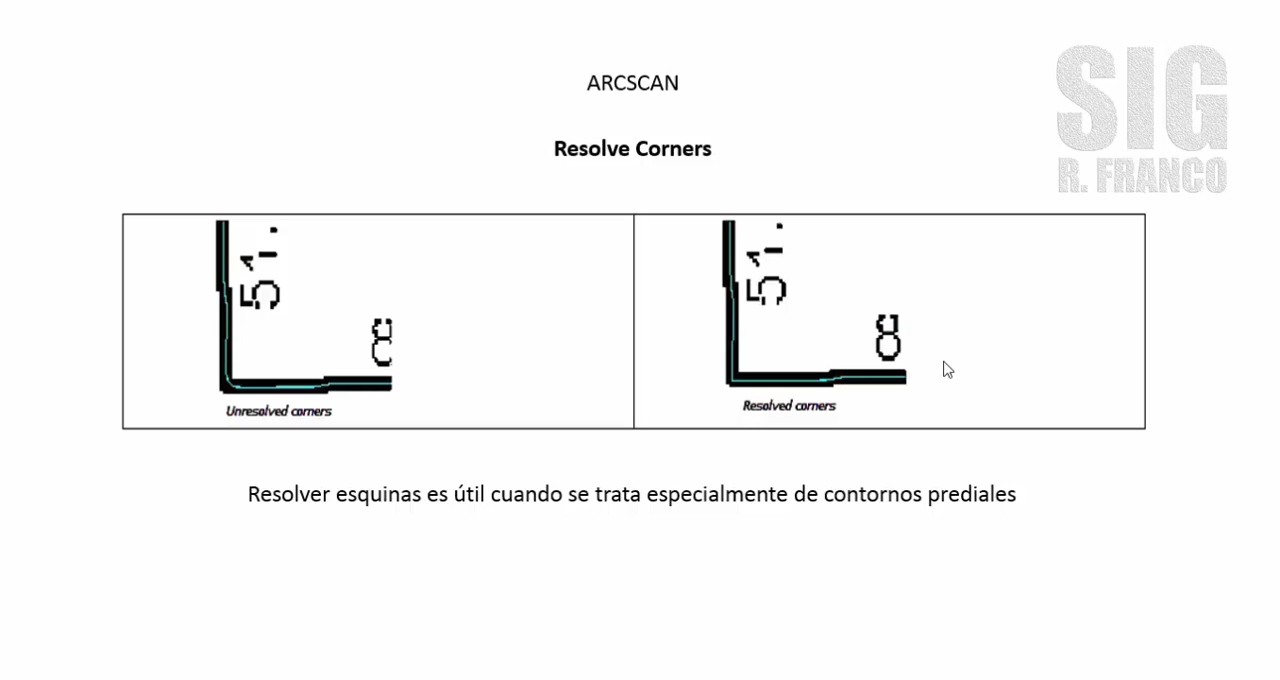 SIG
R. FRANCO
ARCSCAN
Resolve Corners
51.
Unresolved corners
51.
Resolved corners
Resolver esquinas es útil cuando se trata especialmente de contornos prediales